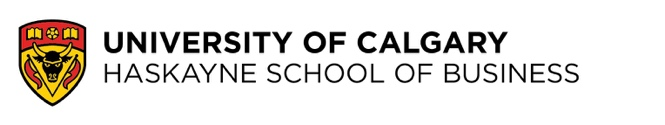 UNIVERSITY OF CALGARY
HASKAYNE SCHOOL OF BUSINESS